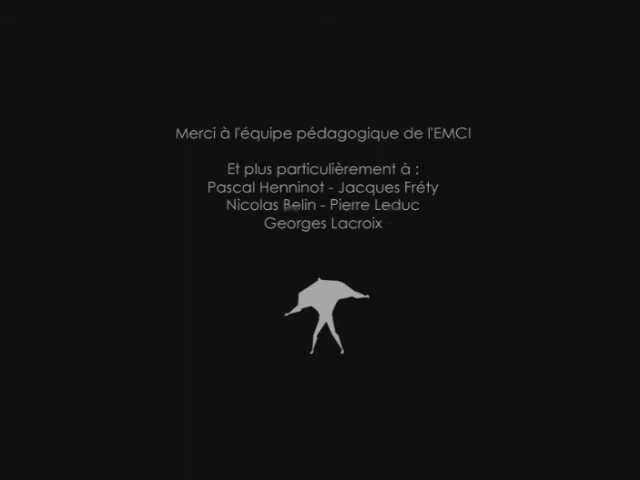 Merci à l'équipe pédagogique de l'EMCI
Et plus particulièrement à :
Pascal Henninot - Jacques Fréty
Nicolas Belin - Pierre Leduc
Georges Lacroix